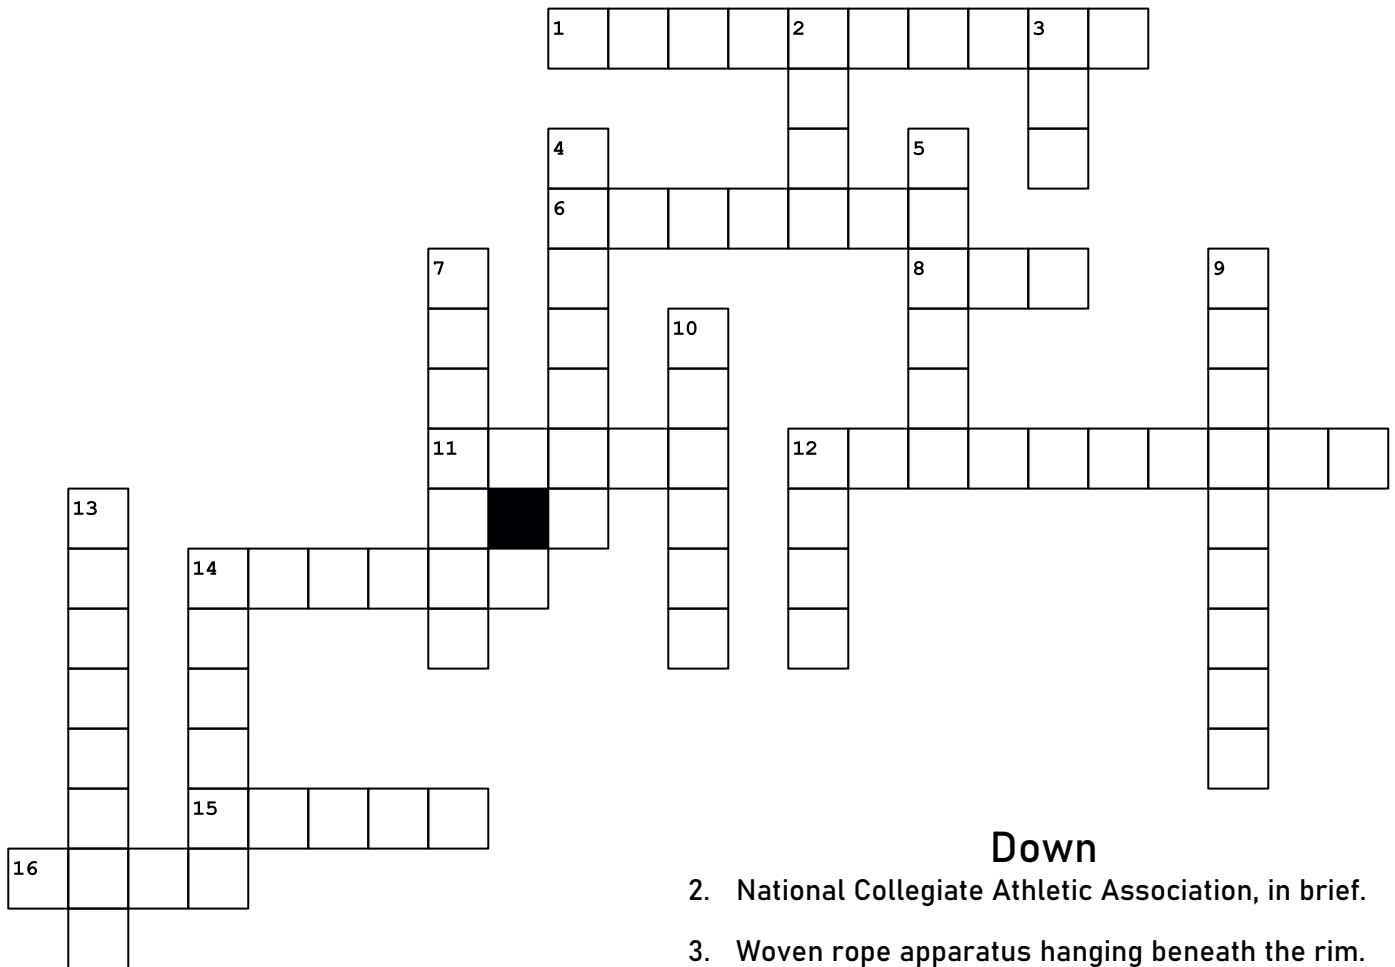 1 2 3
4 5
6
7 8 9
10
11 12
13
14
15
16
Down
2. National Collegiate Athletic Association, in brief.
3. Woven rope apparatus hanging beneath the rim.